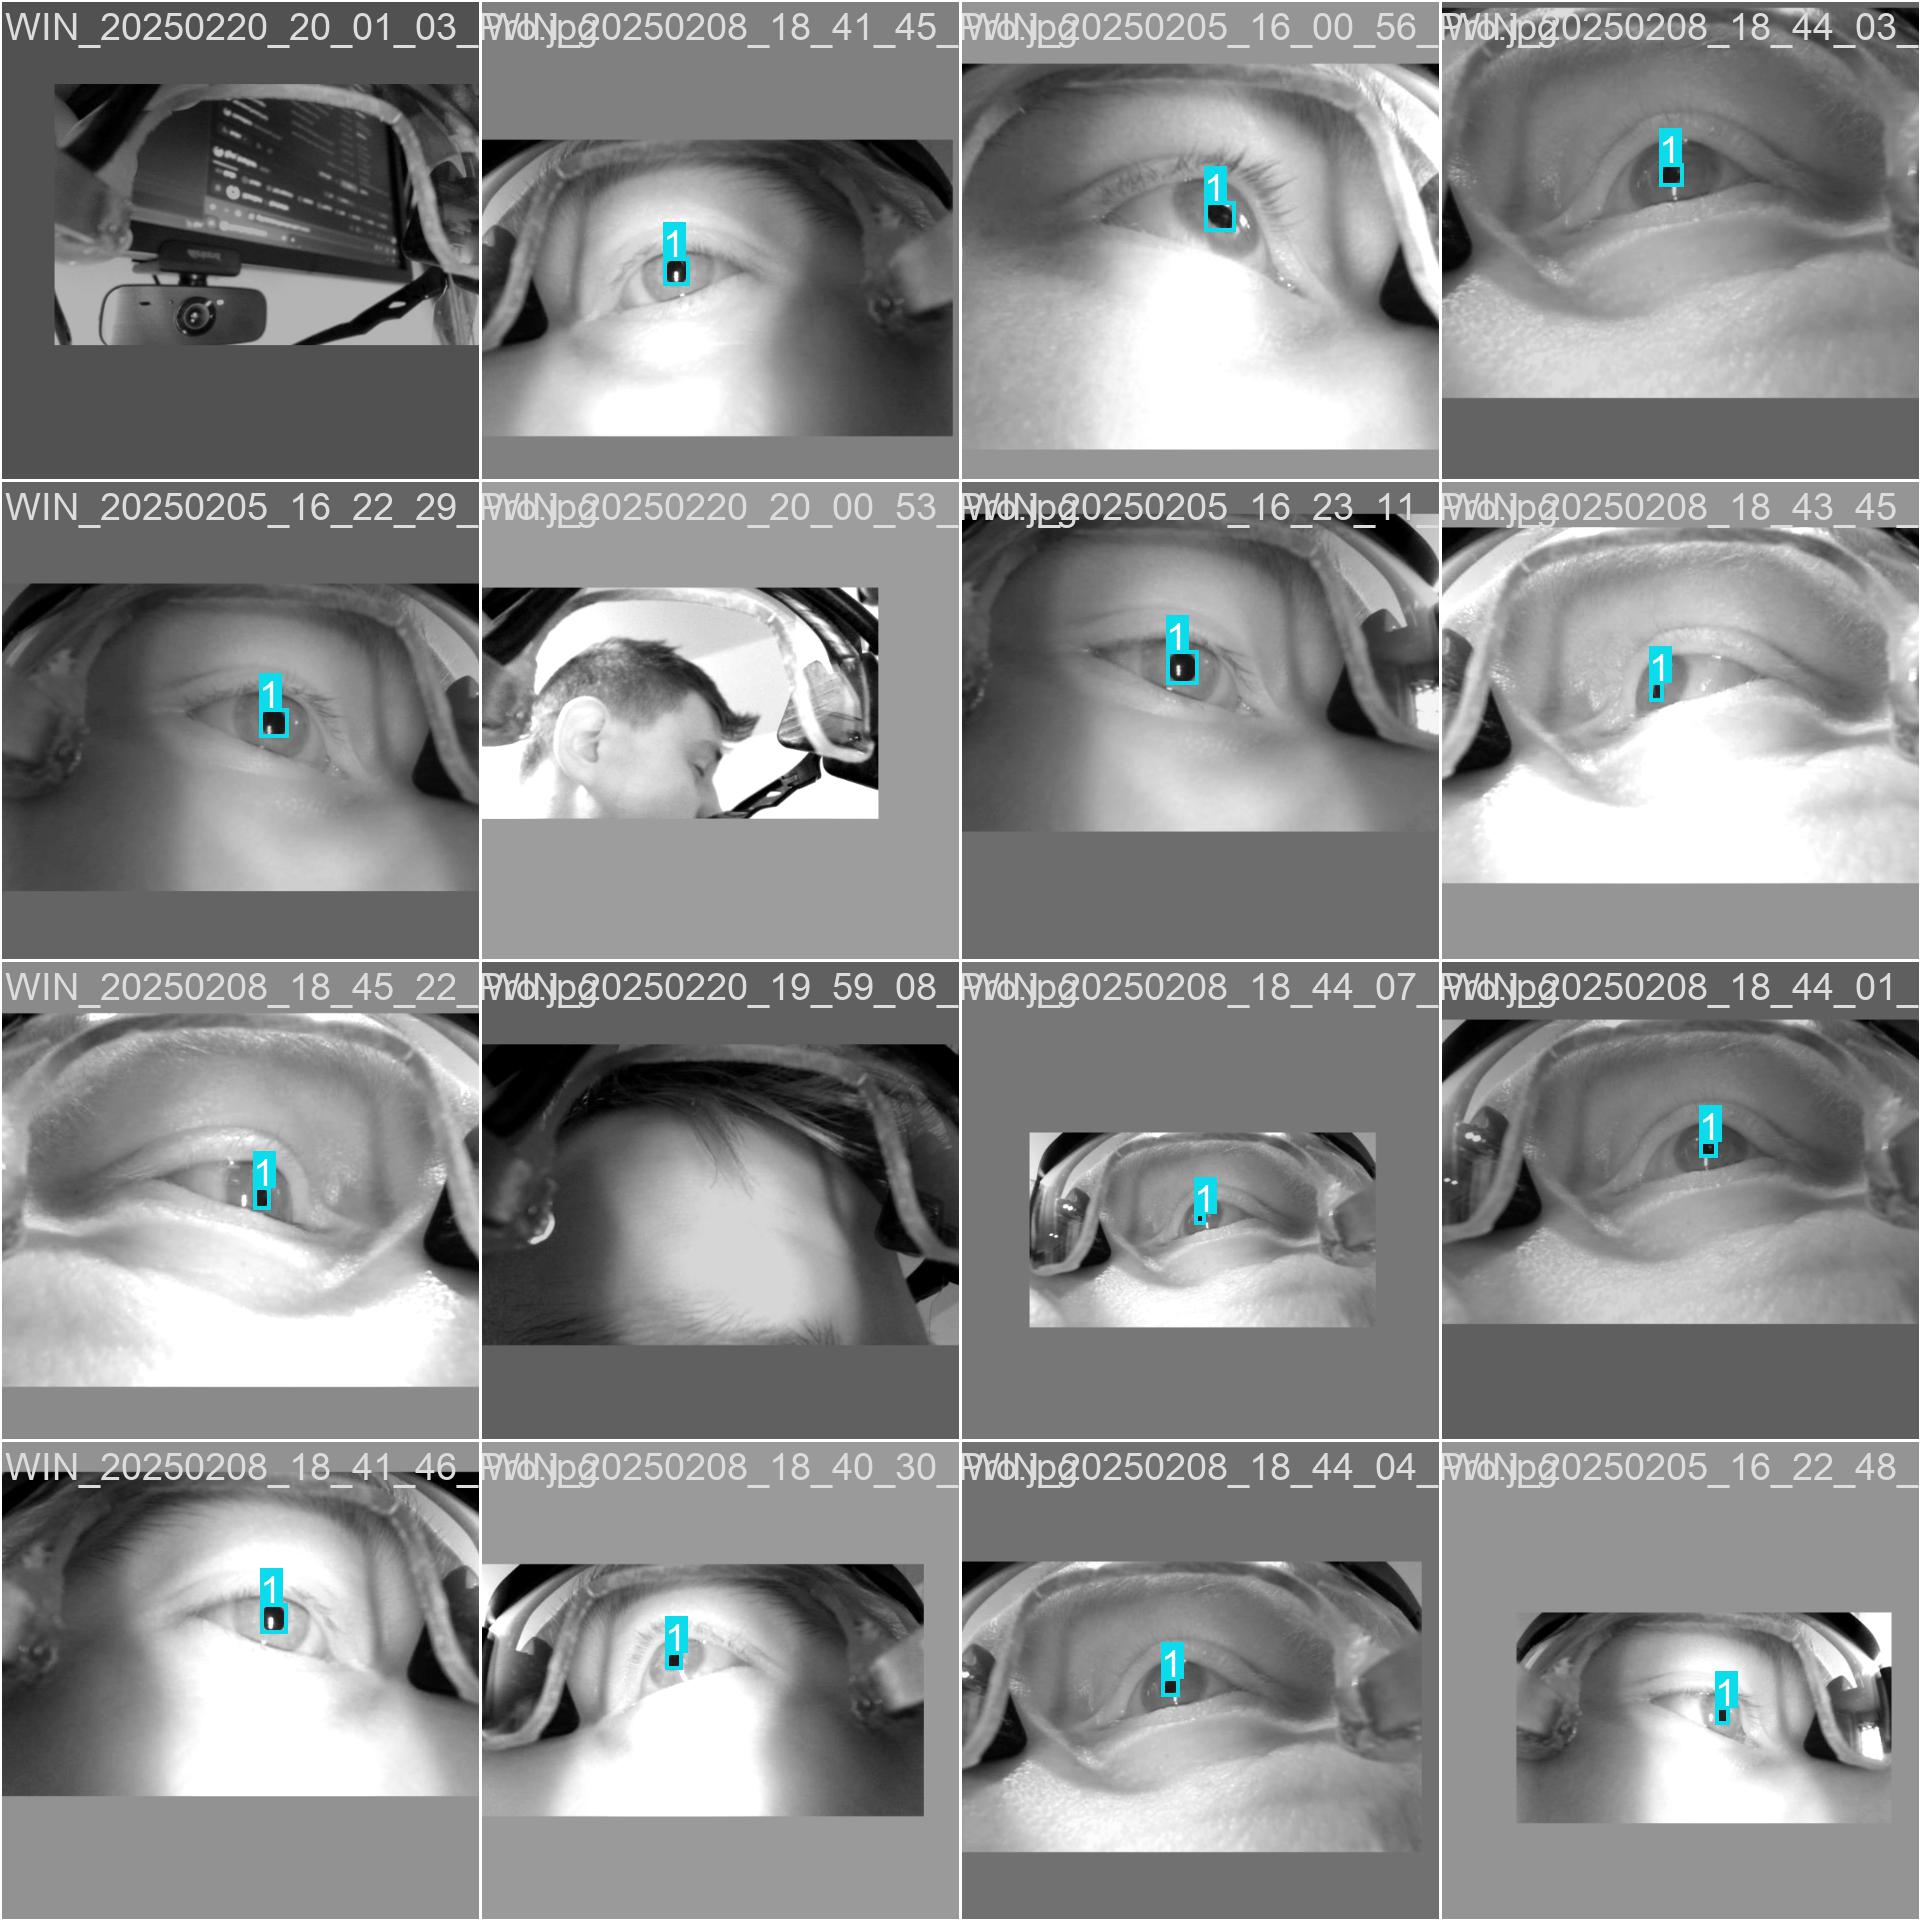 WIN_20250220_20_01_03_Pro.jpg
WIN_20250208_18_41_45_Pro.jpg
WIN_20250205_16_00_56_Pro.jpg
WIN_20250208_18_44_03_
1
1
1
WIN_20250205_16_22_29_Pro.jpg
WIN_20250220_20_00_53_Pro.jpg
WIN_20250205_16_23_11_Pro.jpg
WIN_20250208_18_43_45_
1
1
1
WIN_20250208_18_45_22_Pro.jpg
WIN_20250220_19_59_08_Pro.jpg
WIN_20250208_18_44_07_Pro.jpg
WIN_20250208_18_44_01_
1
1
1
WIN_20250208_18_41_46_Pro.jpg
WIN_20250208_18_40_30_Pro.jpg
WIN_20250208_18_44_04_Pro.jpg
WIN_20250205_16_22_48_
1
1
1
1